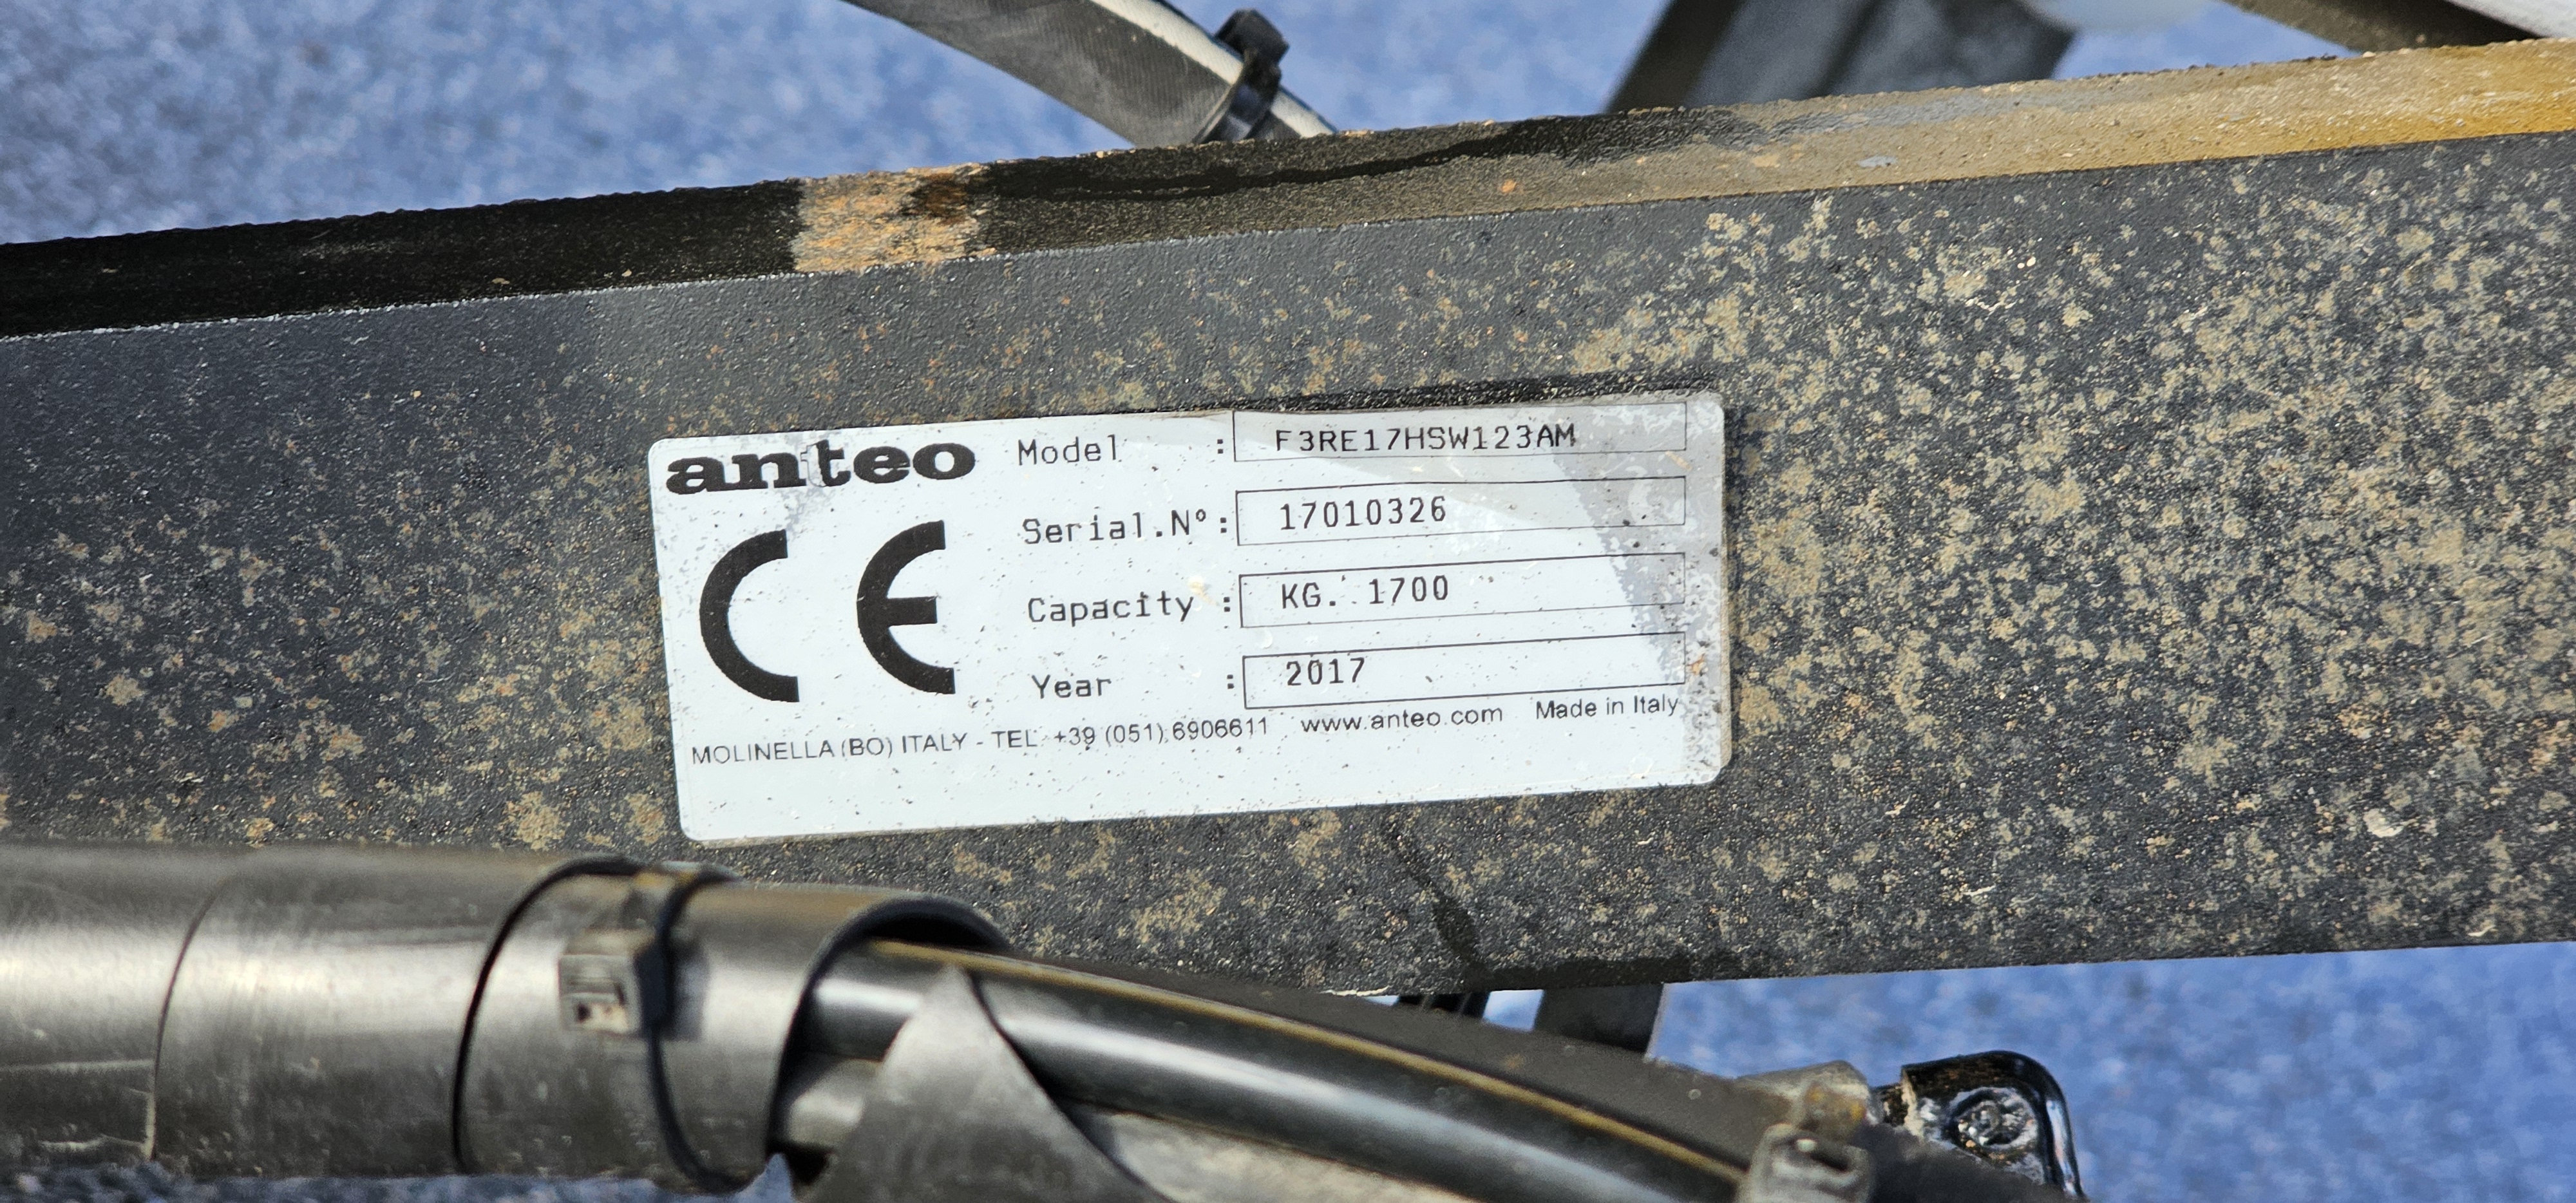 anteo
Model : F3RE17HSW123AM
Serial.N° : 17010326
CE
Capacity : KG. 1700
Year : 2017
MOLINELLA (BO) ITALY - TEL. +39 (051) 6906611 www.anteo.com Made in Italy